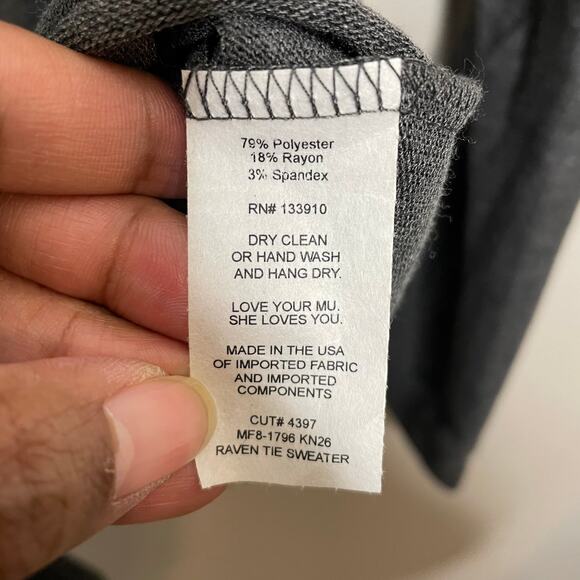 79% Polyester
18% Rayon
3% Spandex
RN# 133910
DRY CLEAN
OR HAND WASH
AND HANG DRY.
LOVE YOUR MU.
SHE LOVES YOU.
MADE IN THE USA
OF IMPORTED FABRIC
AND IMPORTED
COMPONENTS
CUT# 4397
MF8-1796 KN26
RAVEN TIE SWEATER